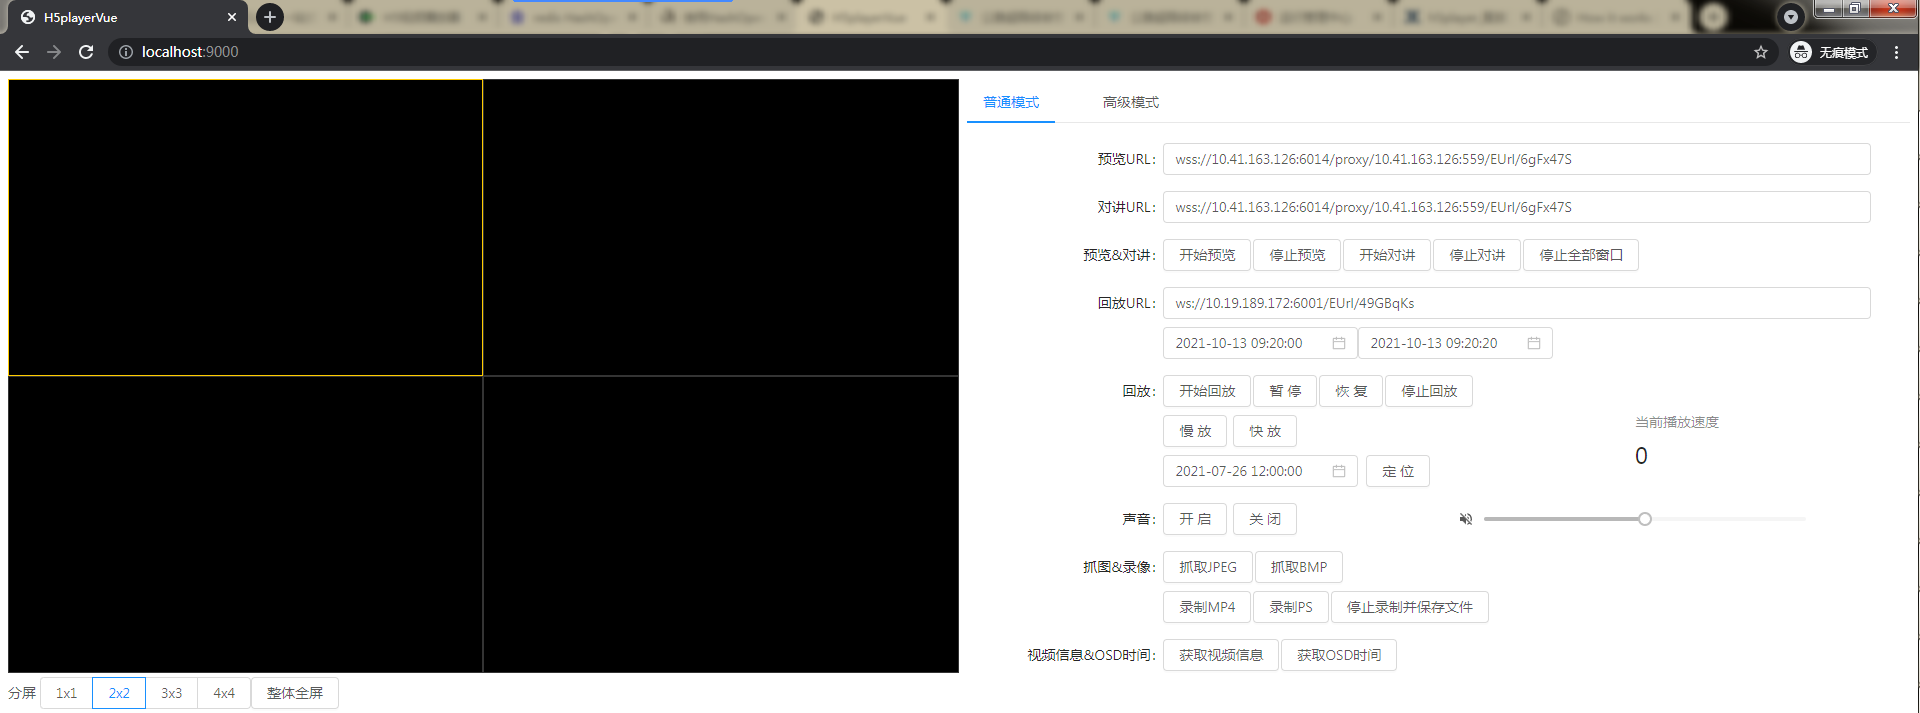 H5playerVue
localhost:9000
无痕模式
普通模式 高级模式
预览URL: wss://10.41.163.126:6014/proxy/10.41.163.126:559/EUrl/6gFx47S
对讲URL: wss://10.41.163.126:6014/proxy/10.41.163.126:559/EUrl/6gFx47S
预览&对讲: 开始预览 停止预览 开始对讲 停止对讲 停止全部窗口
回放URL: ws://10.19.189.172:6001/EUrl/49GBqKs
2021-10-13 09:20:00 2021-10-13 09:20:20
回放: 开始回放 暂 停 恢 复 停止回放
慢 放 快 放 当前播放速度
0
2021-07-26 12:00:00 定 位
声音: 开 启 关 闭
抓图&录像: 抓取JPEG 抓取BMP
录制MP4 录制PS 停止录制并保存文件
视频信息&OSD时间: 获取视频信息 获取OSD时间
分屏 1x1 2x2 3x3 4x4 整体全屏